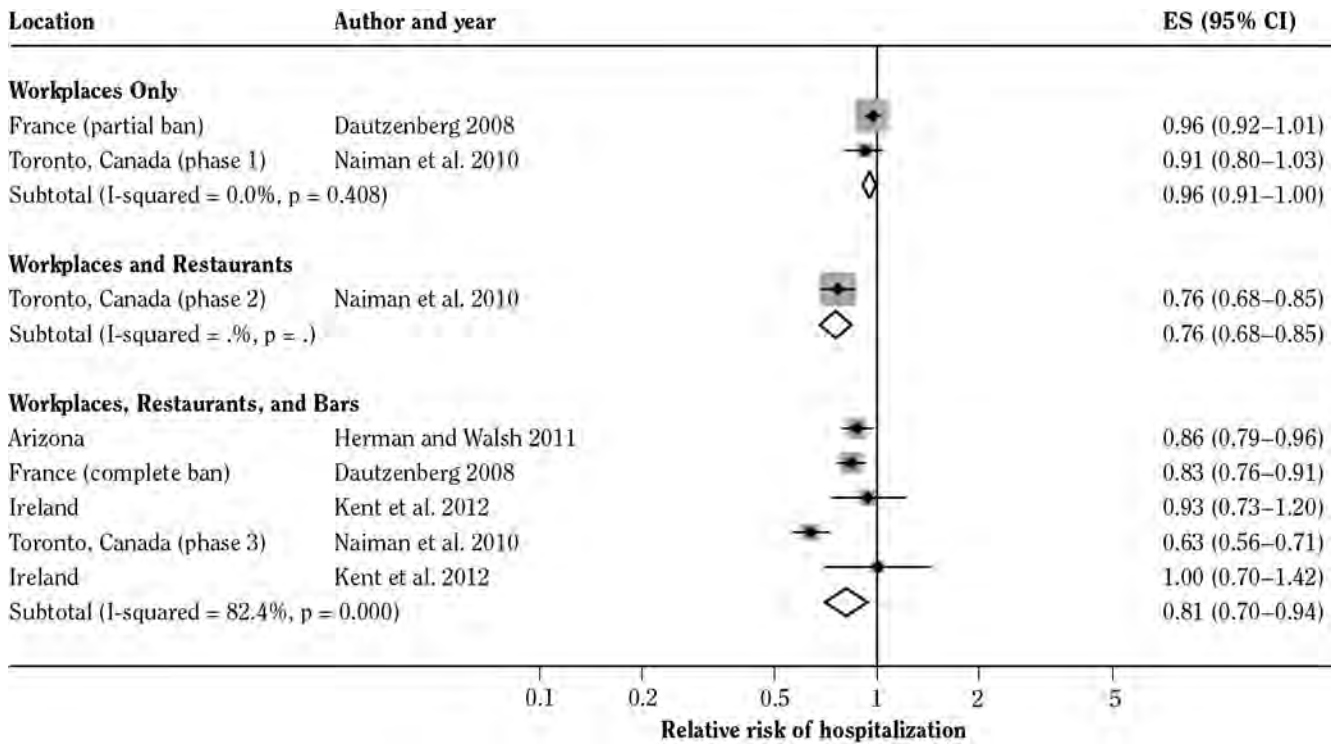 Location Author and year ES (95% CI)
Workplaces Only
France (partial ban) Dautzenberg 2008 0.96 (0.92–1.01)
Toronto, Canada (phase 1) Naiman et al. 2010 0.91 (0.80–1.03)
Subtotal (I-squared = 0.0%, p = 0.408) 0.96 (0.91–1.00)
Workplaces and Restaurants
Toronto, Canada (phase 2) Naiman et al. 2010 0.76 (0.68–0.85)
Subtotal (I-squared = .%, p = .) 0.76 (0.68–0.85)
Workplaces, Restaurants, and Bars
Arizona Herman and Walsh 2011 0.86 (0.79–0.96)
France (complete ban) Dautzenberg 2008 0.83 (0.76–0.91)
Ireland Kent et al. 2012 0.93 (0.73–1.20)
Toronto, Canada (phase 3) Naiman et al. 2010 0.63 (0.56–0.71)
Ireland Kent et al. 2012 1.00 (0.70–1.42)
Subtotal (I-squared = 82.4%, p = 0.000) 0.81 (0.70–0.94)
0.1 0.2 0.5 1 2 5
Relative risk of hospitalization